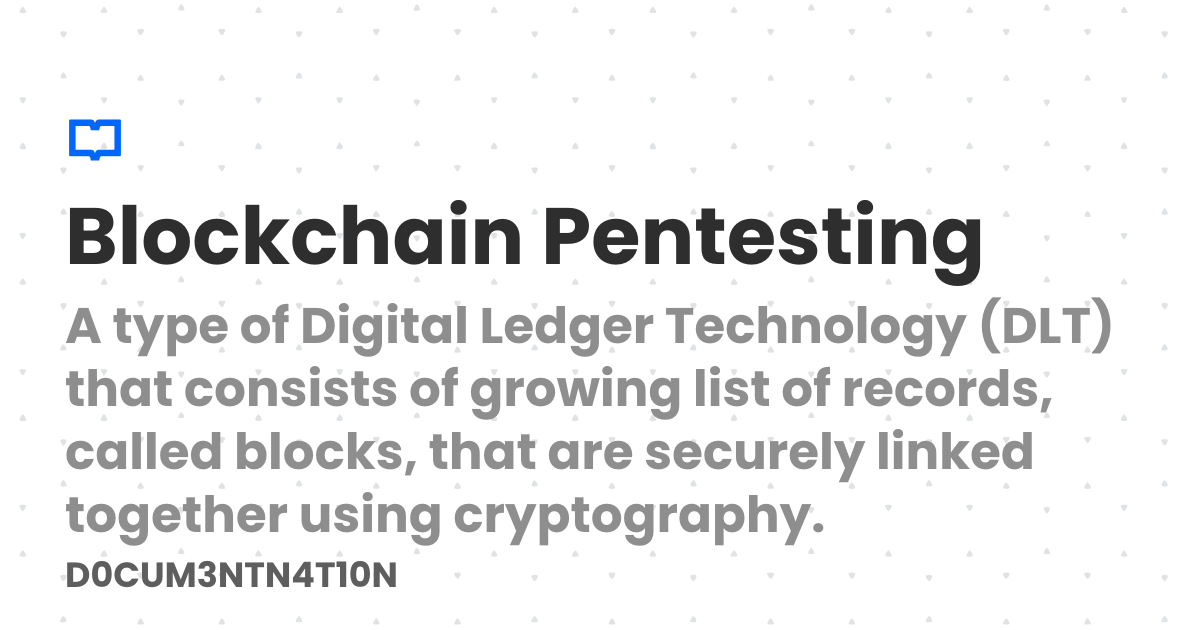 Blockchain Pentesting
A type of Digital Ledger Technology (DLT)
that consists of growing list of records,
called blocks, that are securely linked
together using cryptography.
D0CUM3NTN4T10N